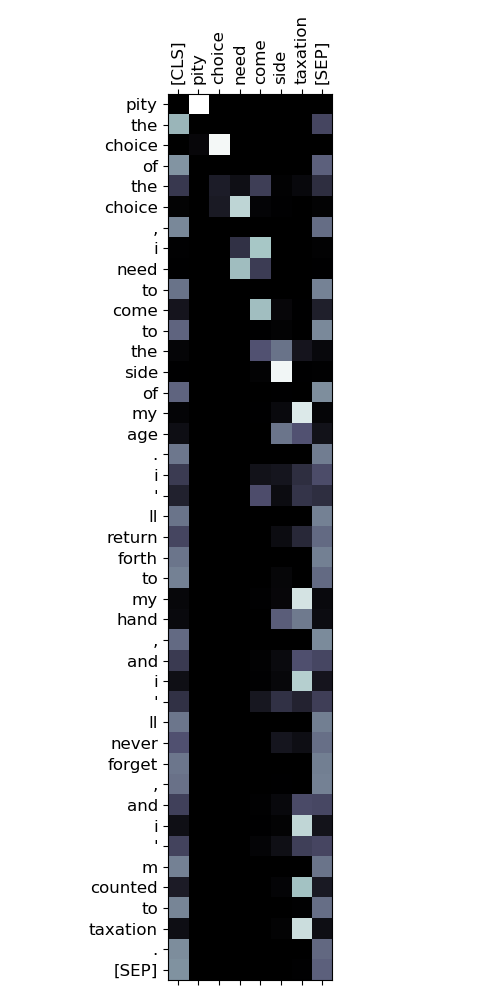 [CLS] pity choice need come side taxation [SEP]
pity
the
choice
of
the
choice
,
i
need
to
come
to
the
side
of
my
age
.
i
'
ll
return
forth
to
my
hand
,
and
i
'
ll
never
forget
,
and
i
'
m
counted
to
taxation
.
[SEP]